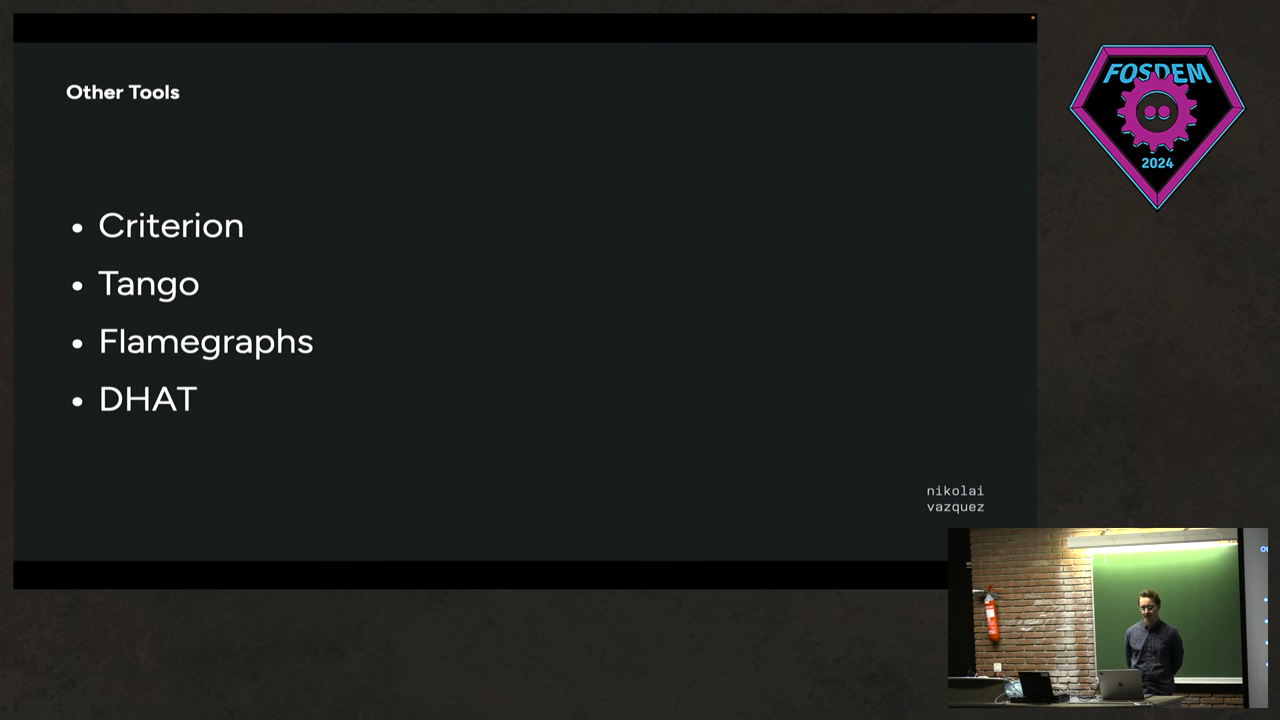 Other Tools
FOSDEM
2024
• Criterion
• Tango
• Flamegraphs
• DHAT
nikolai
vazquez